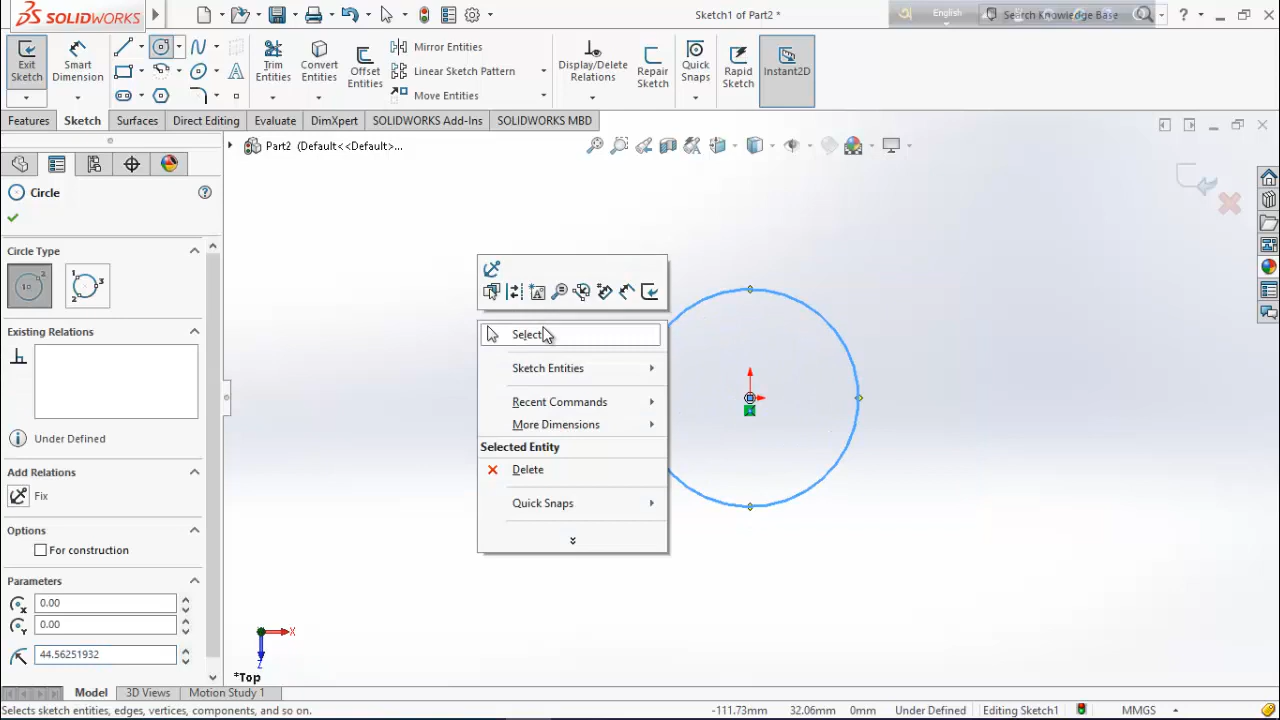 SOLIDWORKS
Sketch1 of Part2 *
English
Search Knowledge Base
?
Exit Sketch
Smart Dimension
Trim Entities
Convert Entities
Offset Entities
Mirror Entities
Linear Sketch Pattern
Move Entities
Display/Delete Relations
Repair Sketch
Quick Snaps
Rapid Sketch
Instant2D
Features
Sketch
Surfaces
Direct Editing
Evaluate
DimXpert
SOLIDWORKS Add-Ins
SOLIDWORKS MBD
Part2 (Default<<Default>...
Circle
Circle Type
Existing Relations
Under Defined
Add Relations
Fix
Options
For construction
Parameters
0.00
0.00
44.56251932
Select
Sketch Entities
Recent Commands
More Dimensions
Selected Entity
Delete
Quick Snaps
X
Z
*Top
Model
3D Views
Motion Study 1
Selects sketch entities, edges, vertices, components, and so on.
-111.73mm
32.06mm
0mm
Under Defined
Editing Sketch1
MMGS